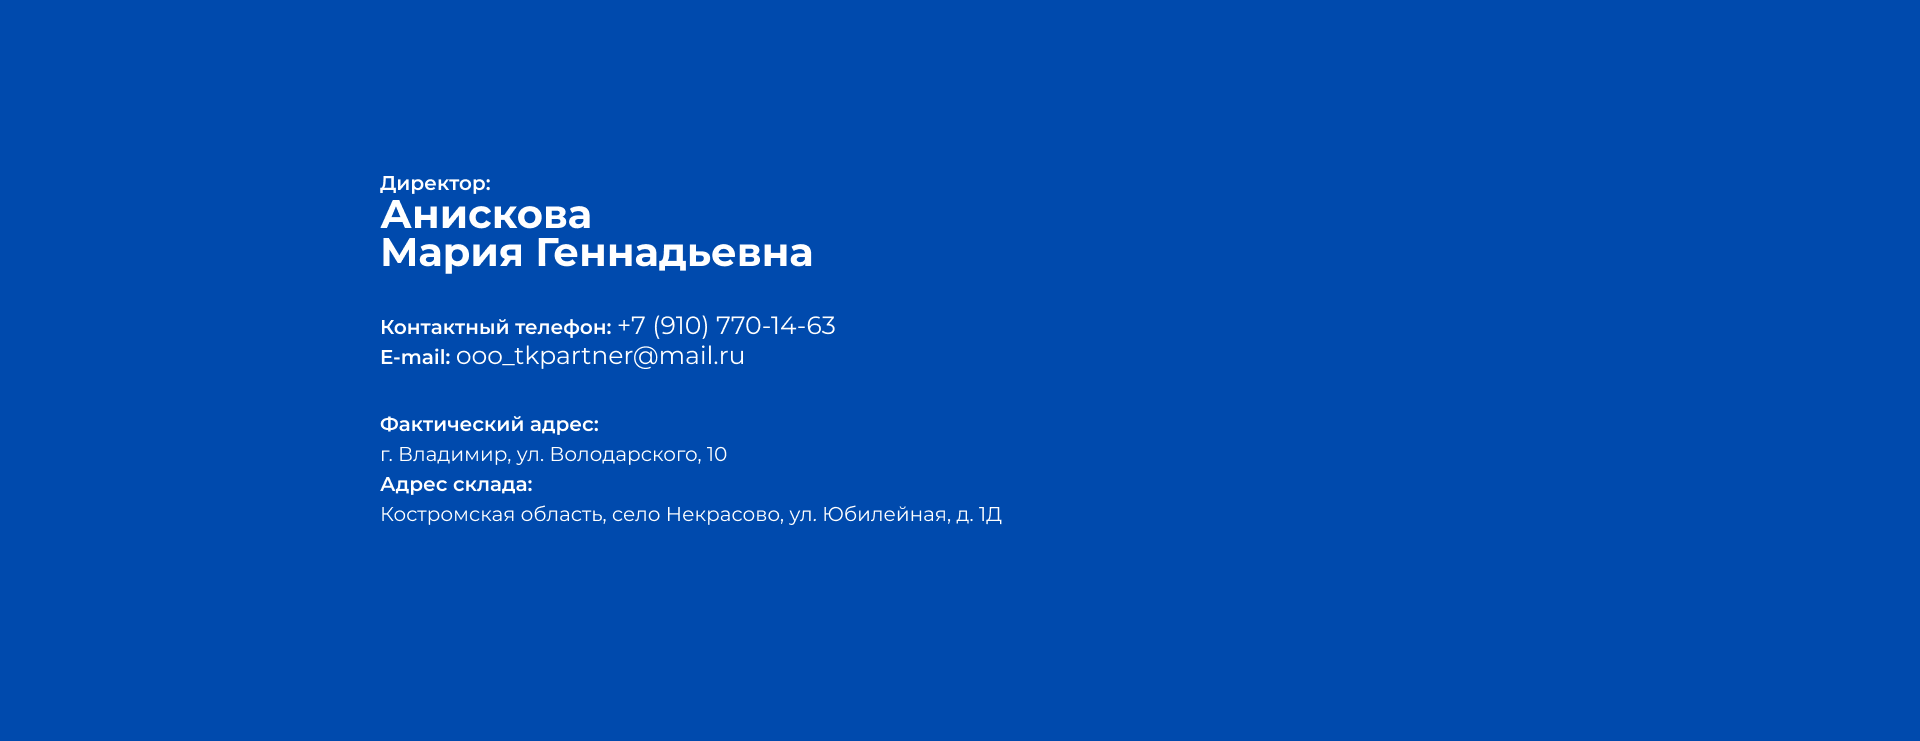 Директор:
Анискова
Мария Геннадьевна
Контактный телефон: +7 (910) 770-14-63
E-mail: ooo_tkpartner@mail.ru
Фактический адрес:
г. Владимир, ул. Володарского, 10
Адрес склада:
Костромская область, село Некрасово, ул. Юбилейная, д. 1Д